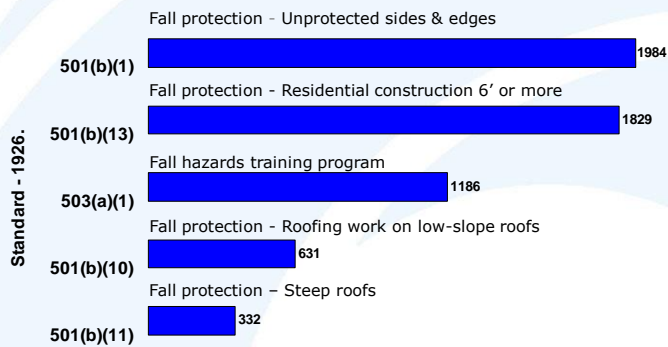 Fall protection - Unprotected sides & edges
501(b)(1) 1984
Fall protection - Residential construction 6’ or more
501(b)(13) 1829
Fall hazards training program
503(a)(1) 1186
Fall protection - Roofing work on low-slope roofs
501(b)(10) 631
Fall protection – Steep roofs
501(b)(11) 332
Standard - 1926.